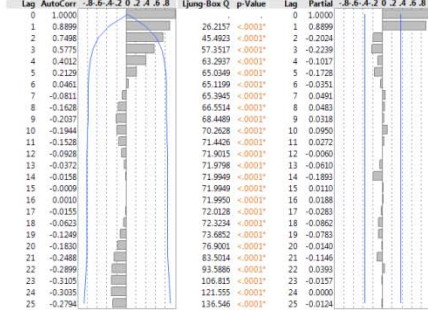 Lag AutoCorr -.8-.6-.4-.2 0 .2 .4 .6 .8 Ljung-Box Q p-Value Lag Partial -.8-.6-.4-.2 0 .2 .4 .6 .8
0 1.0000 . . 0 1.0000
1 0.8899 26.2157 <.0001* 1 0.8899
2 0.7498 45.4923 <.0001* 2 -0.2024
3 0.5775 57.3517 <.0001* 3 -0.2239
4 0.4012 63.2937 <.0001* 4 -0.1017
5 0.2129 65.0349 <.0001* 5 -0.1728
6 0.0461 65.1199 <.0001* 6 -0.0351
7 -0.0811 65.3945 <.0001* 7 0.0491
8 -0.1628 66.5514 <.0001* 8 0.0483
9 -0.2037 68.4489 <.0001* 9 0.0318
10 -0.1944 70.2628 <.0001* 10 0.0950
11 -0.1528 71.4426 <.0001* 11 0.0272
12 -0.0928 71.9015 <.0001* 12 -0.0060
13 -0.0372 71.9798 <.0001* 13 -0.0610
14 -0.0158 71.9949 <.0001* 14 -0.1893
15 -0.0009 71.9949 <.0001* 15 0.0110
16 0.0010 71.9950 <.0001* 16 0.0188
17 -0.0155 72.0128 <.0001* 17 -0.0283
18 -0.0623 72.3234 <.0001* 18 -0.0862
19 -0.1249 73.6852 <.0001* 19 -0.0783
20 -0.1830 76.9001 <.0001* 20 -0.0140
21 -0.2488 83.5014 <.0001* 21 -0.1146
22 -0.2899 93.5886 <.0001* 22 0.0393
23 -0.3105 106.815 <.0001* 23 -0.0157
24 -0.3035 121.555 <.0001* 24 0.0000
25 -0.2794 136.546 <.0001* 25 -0.0124